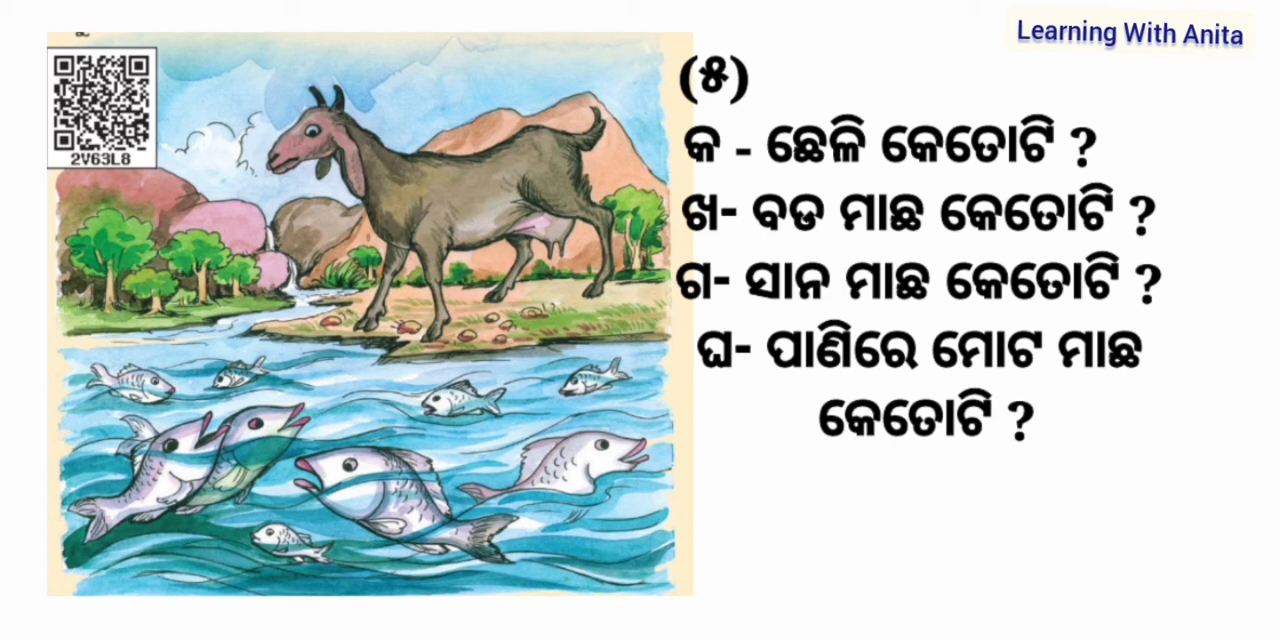 Learning With Anita
2V63L8
(୫)
କ - ଛେଳି କେତୋଟି ?
ଖ- ବଡ ମାଛ କେତୋଟି ?
ଗ- ସାନ ମାଛ କେତୋଟି ?
ଘ- ପାଣିରେ ମୋଟ ମାଛ
କେତୋଟି ?